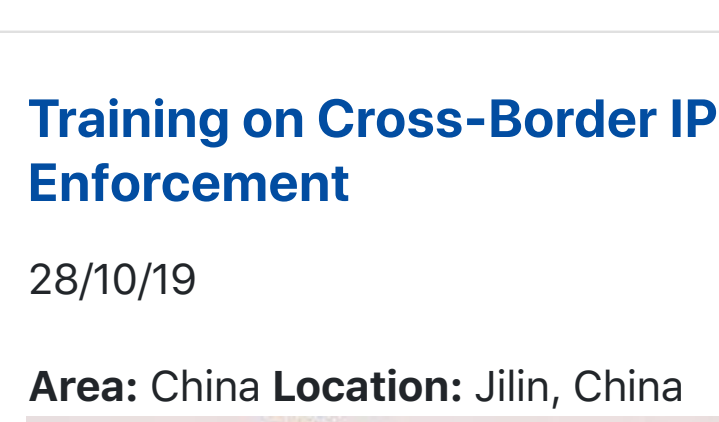 Training on Cross-Border IP
Enforcement
28/10/19
Area: China Location: Jilin, China